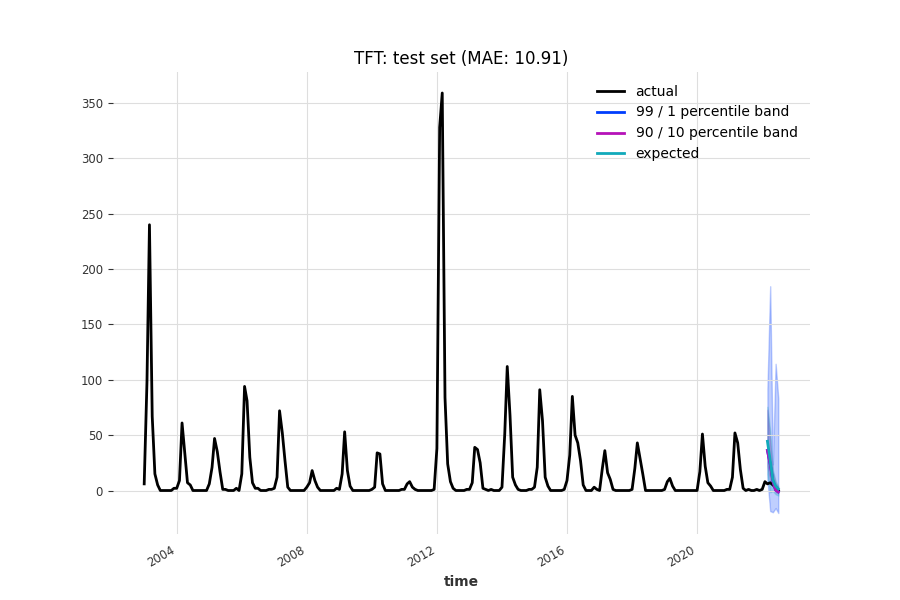 TFT: test set (MAE: 10.91)
actual
99 / 1 percentile band
90 / 10 percentile band
expected
350
300
250
200
150
100
50
0
2004
2008
2012
2016
2020
time